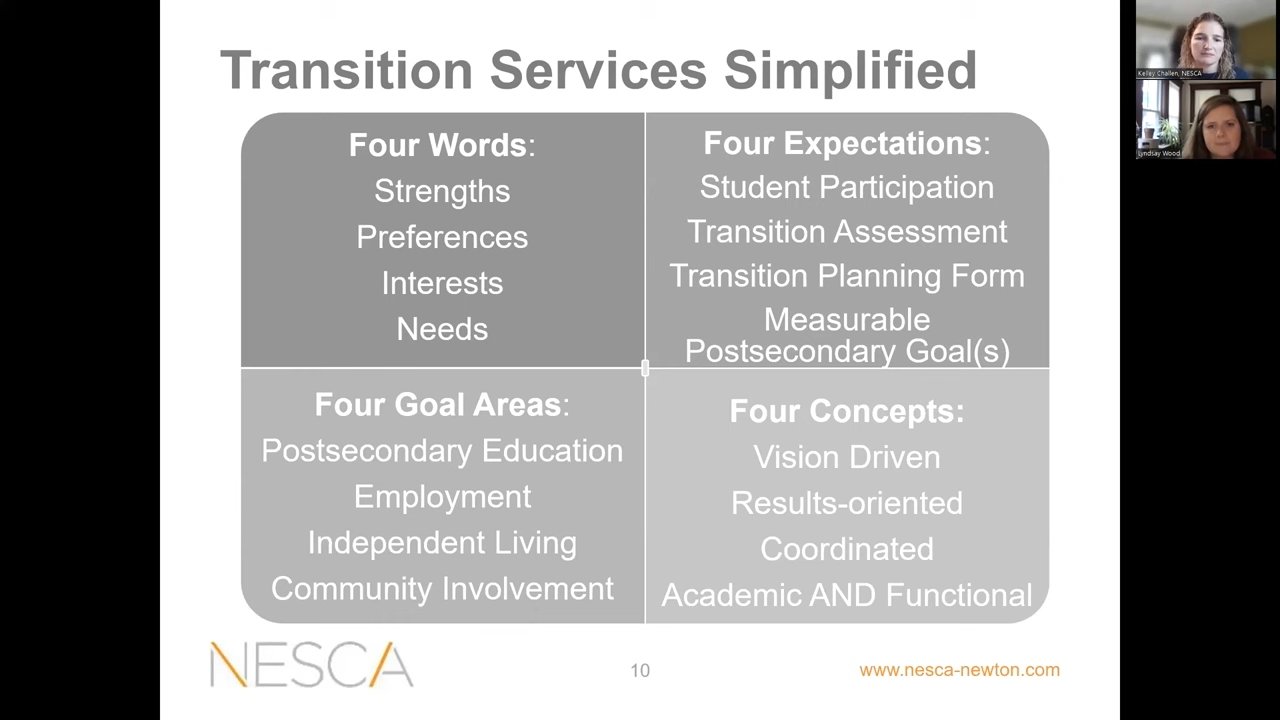 Transition Services Simplified
Four Words:
Strengths
Preferences
Interests
Needs
Four Expectations:
Student Participation
Transition Assessment
Transition Planning Form
Measurable
Postsecondary Goal(s)
Four Goal Areas:
Postsecondary Education
Employment
Independent Living
Community Involvement
Four Concepts:
Vision Driven
Results-oriented
Coordinated
Academic AND Functional
NESCA
10
www.nesca-newton.com
Kelley Challen, NESCA
Lyndsay Wood